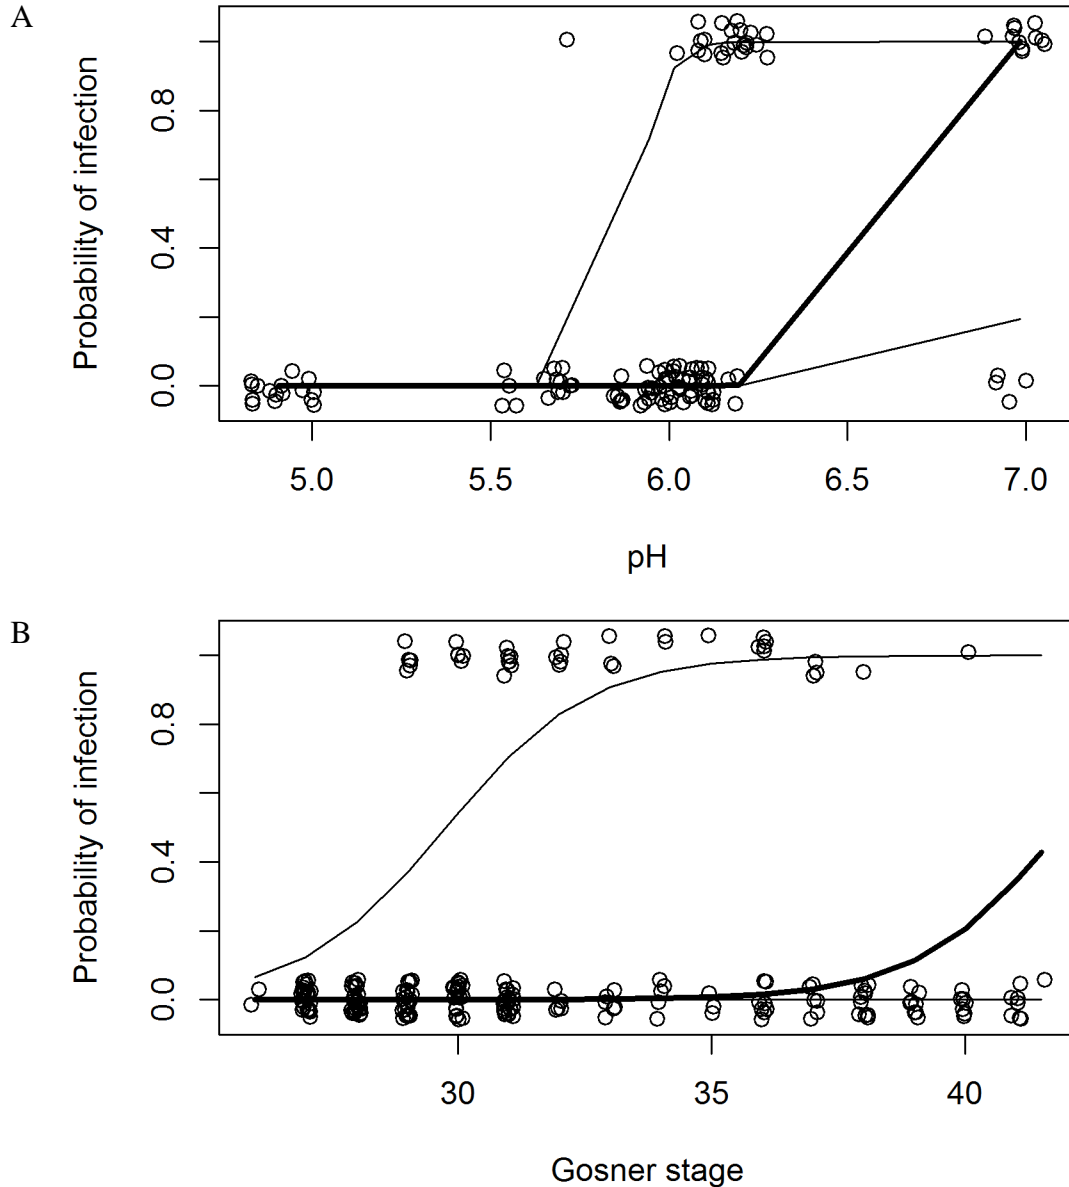 A
Probability of infection
0.8
0.4
0.0
5.0 5.5 6.0 6.5 7.0
pH
B
Probability of infection
0.8
0.4
0.0
30 35 40
Gosner stage